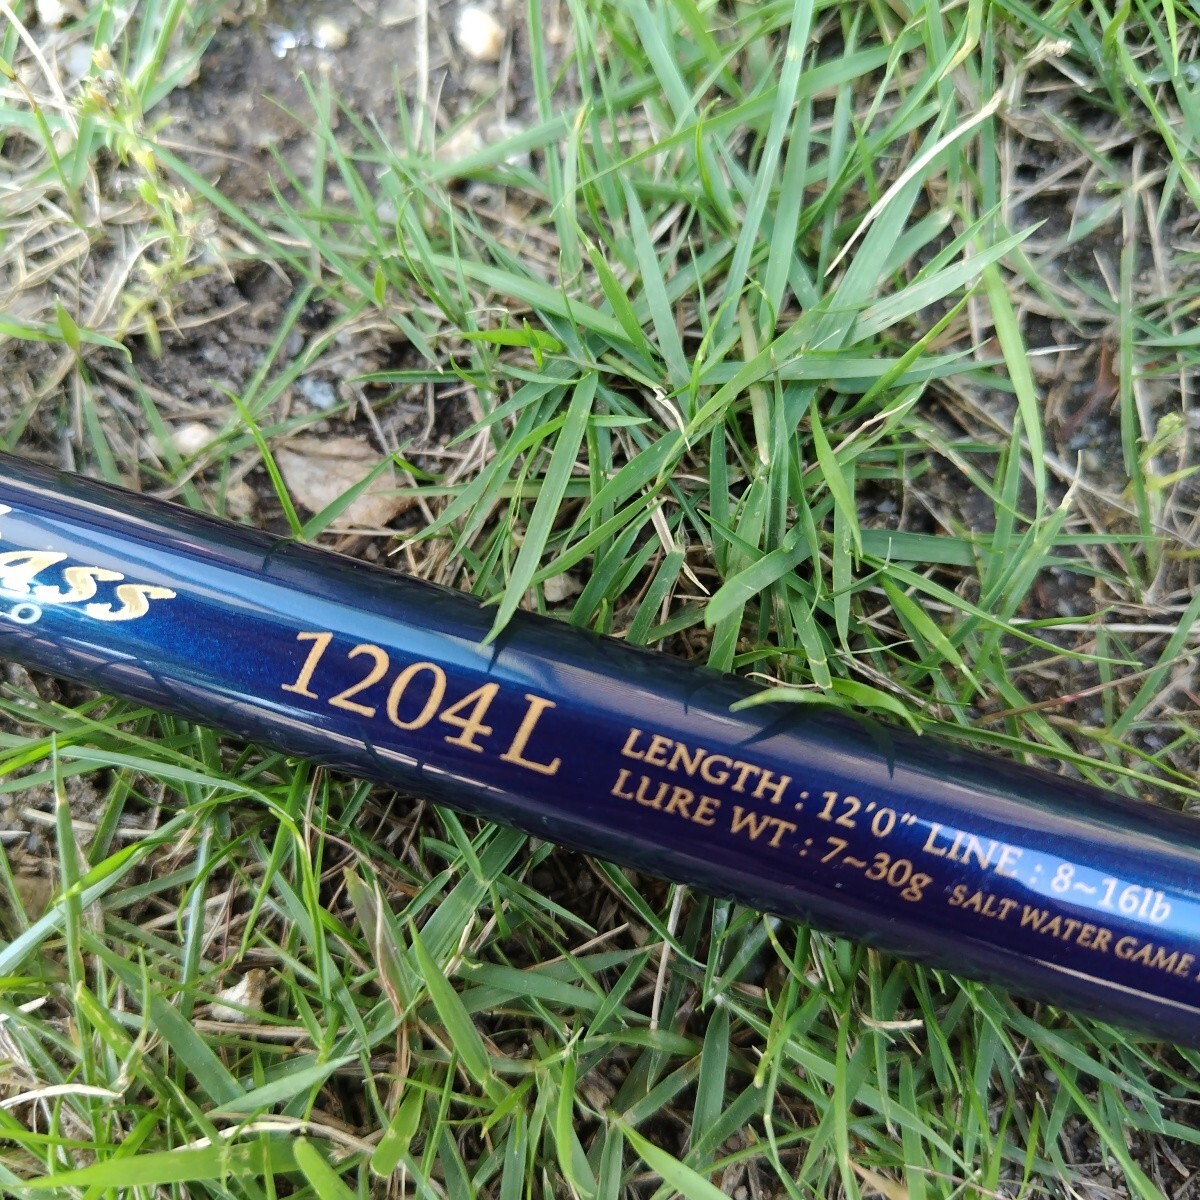 1204L
LENGTH : 12'0" LINE : 8~16lb
LURE WT : 7~30g SALT WATER GAME